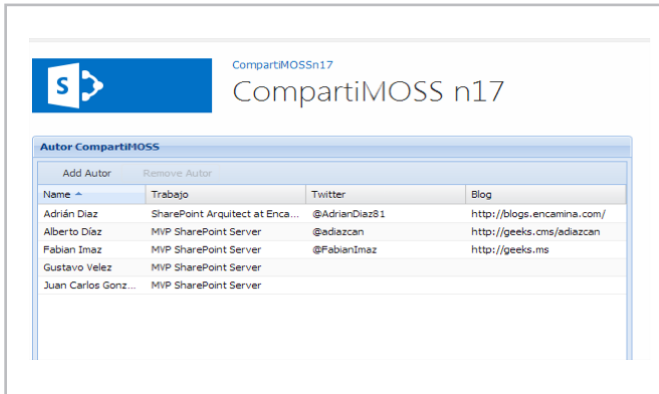 S
CompartiMOSSn17
CompartiMOSS n17
Autor CompartiMOSS
Add Autor Remove Autor
Name Trabajo Twitter Blog
Adrián Diaz SharePoint Arquitect at Enca... @AdrianDiaz81 http://blogs.encamina.com/
Alberto Díaz MVP SharePoint Server @adiazcan http://geeks.cms/adiazcan
Fabian Imaz MVP SharePoint Server @FabianImaz http://geeks.ms
Gustavo Velez MVP SharePoint Server
Juan Carlos Gonz... MVP SharePoint Server